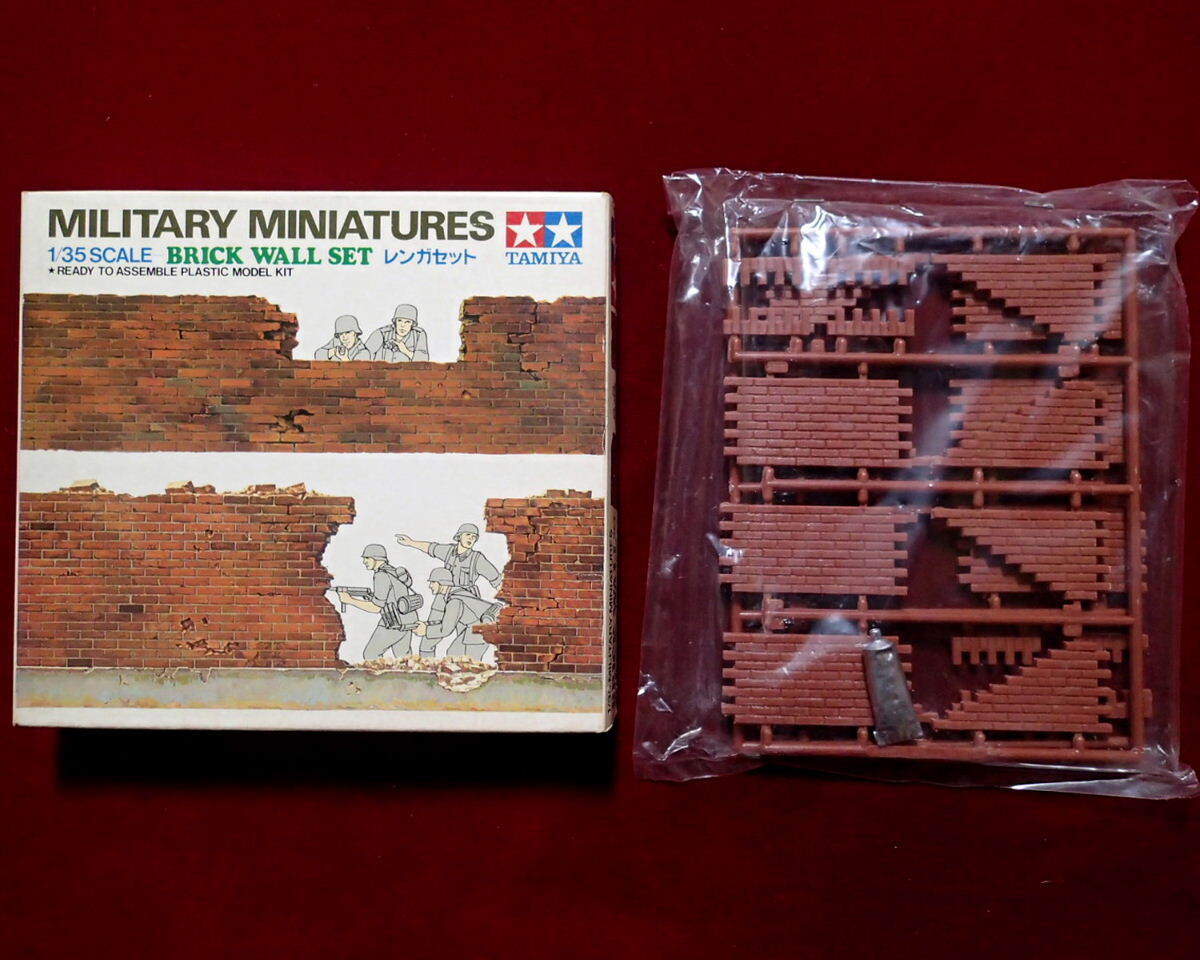 MILITARY MINIATURES
1/35 SCALE BRICK WALL SET レンガセット
TAMIYA
★READY TO ASSEMBLE PLASTIC MODEL KIT